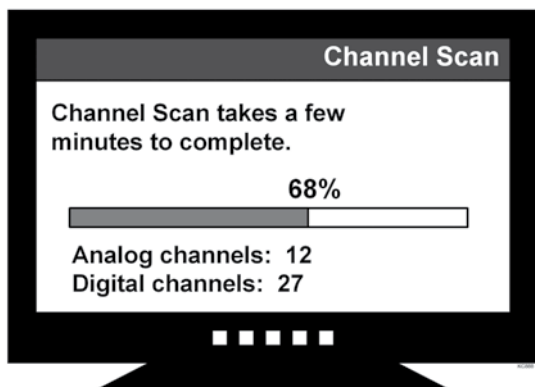 Channel Scan
Channel Scan takes a few
minutes to complete.
68%
Analog channels: 12
Digital channels: 27